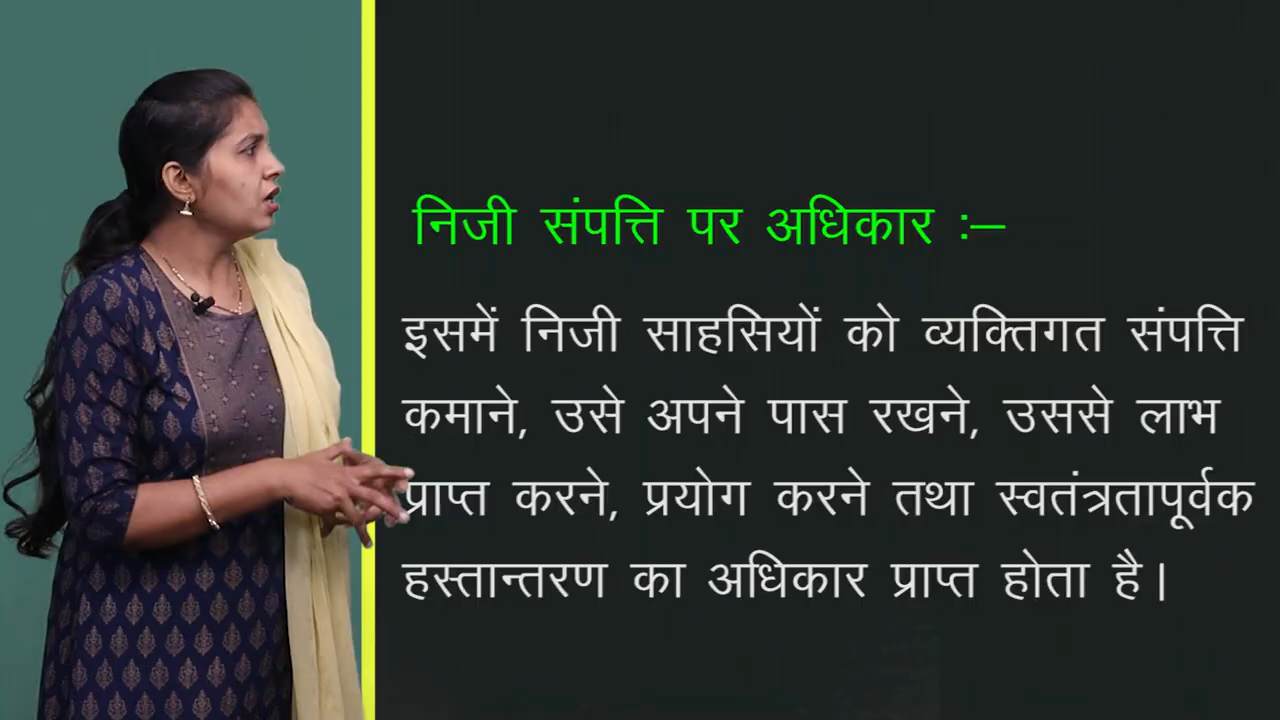 निजी संपत्ति पर अधिकार :–
इसमें निजी साहसियों को व्यक्तिगत संपत्ति
कमाने, उसे अपने पास रखने, उससे लाभ
प्राप्त करने, प्रयोग करने तथा स्वतंत्रतापूर्वक
हस्तान्तरण का अधिकार प्राप्त होता है।